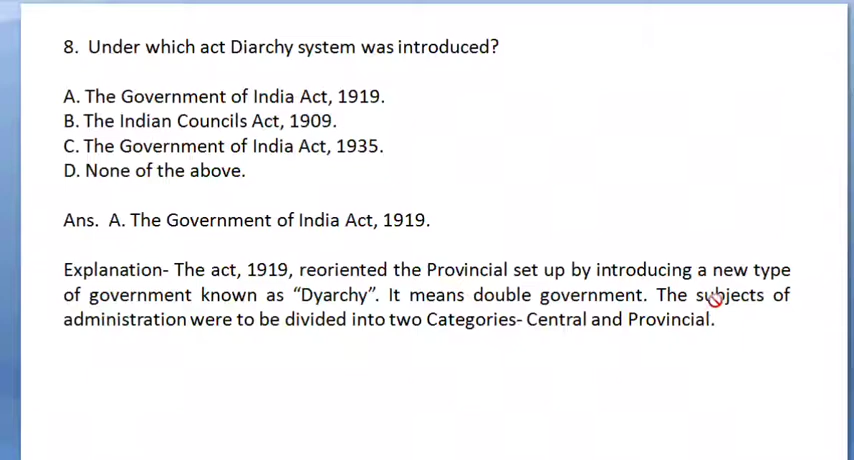 8. Under which act Diarchy system was introduced?
A. The Government of India Act, 1919.
B. The Indian Councils Act, 1909.
C. The Government of India Act, 1935.
D. None of the above.
Ans. A. The Government of India Act, 1919.
Explanation- The act, 1919, reoriented the Provincial set up by introducing a new type
of government known as “Dyarchy”. It means double government. The subjects of
administration were to be divided into two Categories- Central and Provincial.